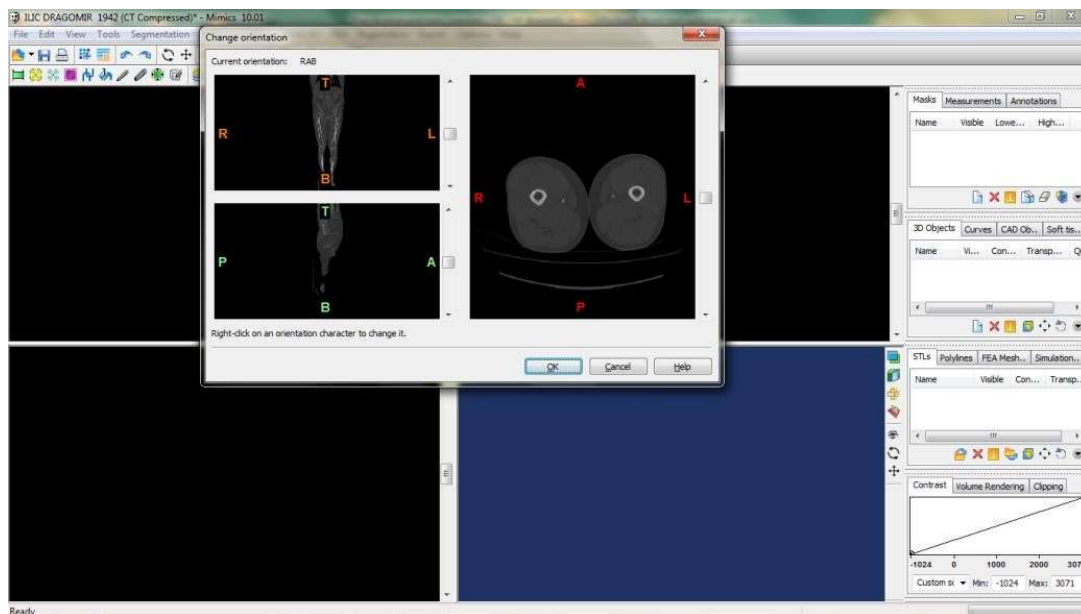 ILIC DRAGOMIR 1942 (CT Compressed)* - Mimics 10.01
File Edit View Tools Segmentation
Change orientation
Current orientation: RAB
T
R L
B
T
P A
B
A
R L
P
Right-click on an orientation character to change it.
OK Cancel Help
Masks Measurements Annotations
Name Visible Lowe... High...
3D Objects Curves CAD Ob... Soft tis...
Name Vi... Con... Transp... Q
STLs Polylines FEA Mesh... Simulation...
Name Visible Con... Transp...
Contrast Volume Rendering Clipping
-1024 0 1000 2000 307
Custom s Min: -1024 Max: 3071
Ready